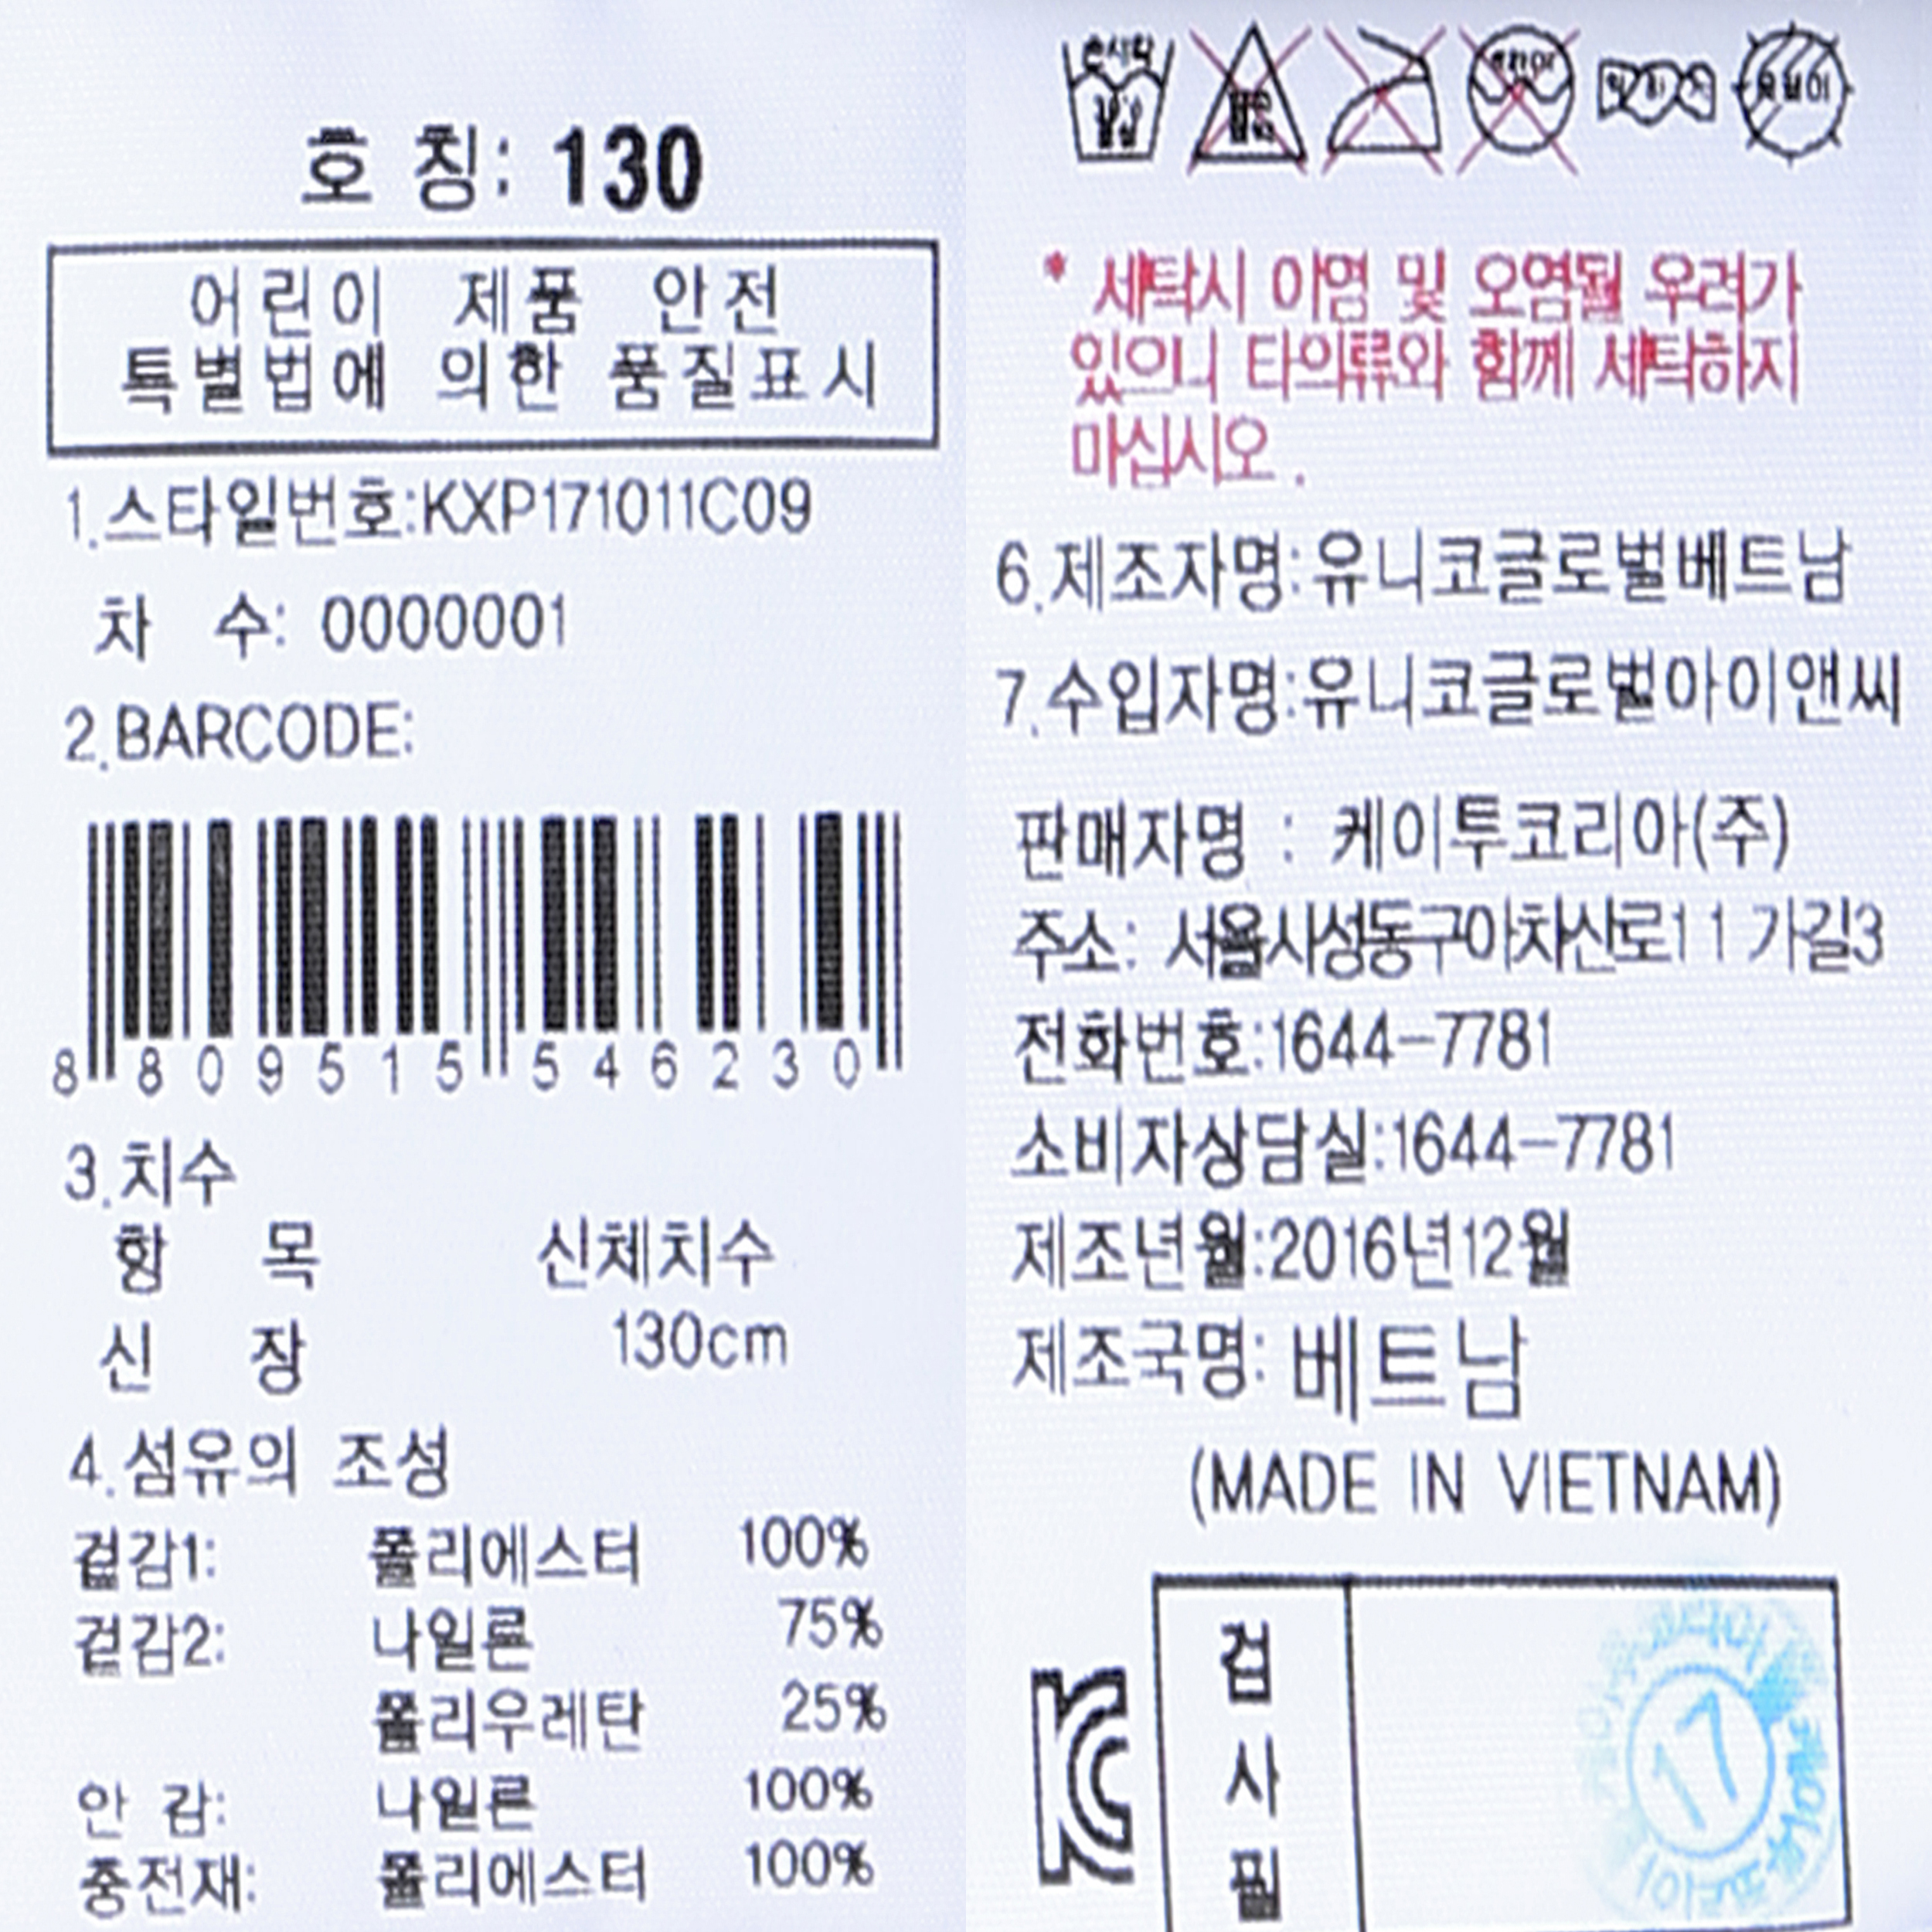 호 칭: 130
어린이 제품 안전
특별법에 의한 품질표시
1.스타일번호:KXP171011C09
차 수: 0000001
2.BARCODE:
8 809515 546230
3.치수
항 목 신체치수
신 장 130cm
4.섬유의 조성
겉감1: 폴리에스터 100%
겉감2: 나일론 75%
폴리우레탄 25%
안 감: 나일론 100%
충전재: 폴리에스터 100%
손세탁
* 세탁시 이염 및 오염될 우려가
있으니 타의류와 함께 세탁하지
마십시오.
6.제조자명:유니코글로벌베트남
7.수입자명:유니코글로벌아이앤씨
판매자명 : 케이투코리아(주)
주소: 서울시성동구아차산로11가길3
전화번호:1644-7781
소비자상담실:1644-7781
제조년월:2016년12월
제조국명: 베트남
(MADE IN VIETNAM)
검사필
17